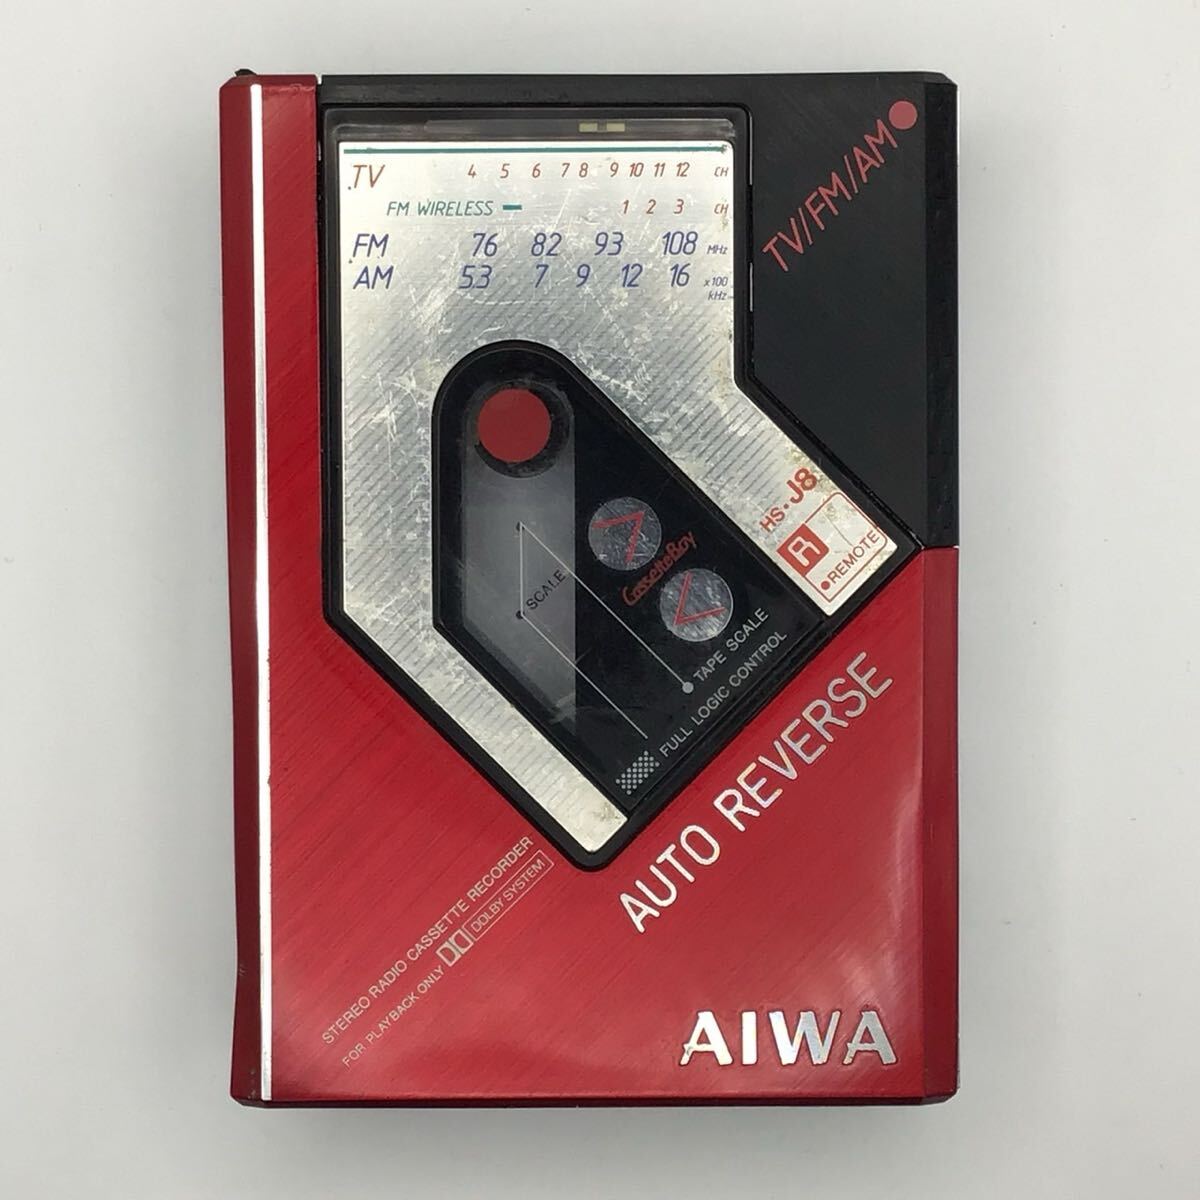 TV 4 5 6 7 8 9 10 11 12 CH
FM WIRELESS 1 2 3 CH
FM 76 82 93 108 MHz
AM 53 7 9 12 16 x100 kHz
TV/FM/AM
HS・J8
R
REMOTE
CassetteBoy
SCALE
TAPE SCALE
FULL LOGIC CONTROL
AUTO REVERSE
STEREO RADIO CASSETTE RECORDER
FOR PLAYBACK ONLY DOLBY SYSTEM
AIWA